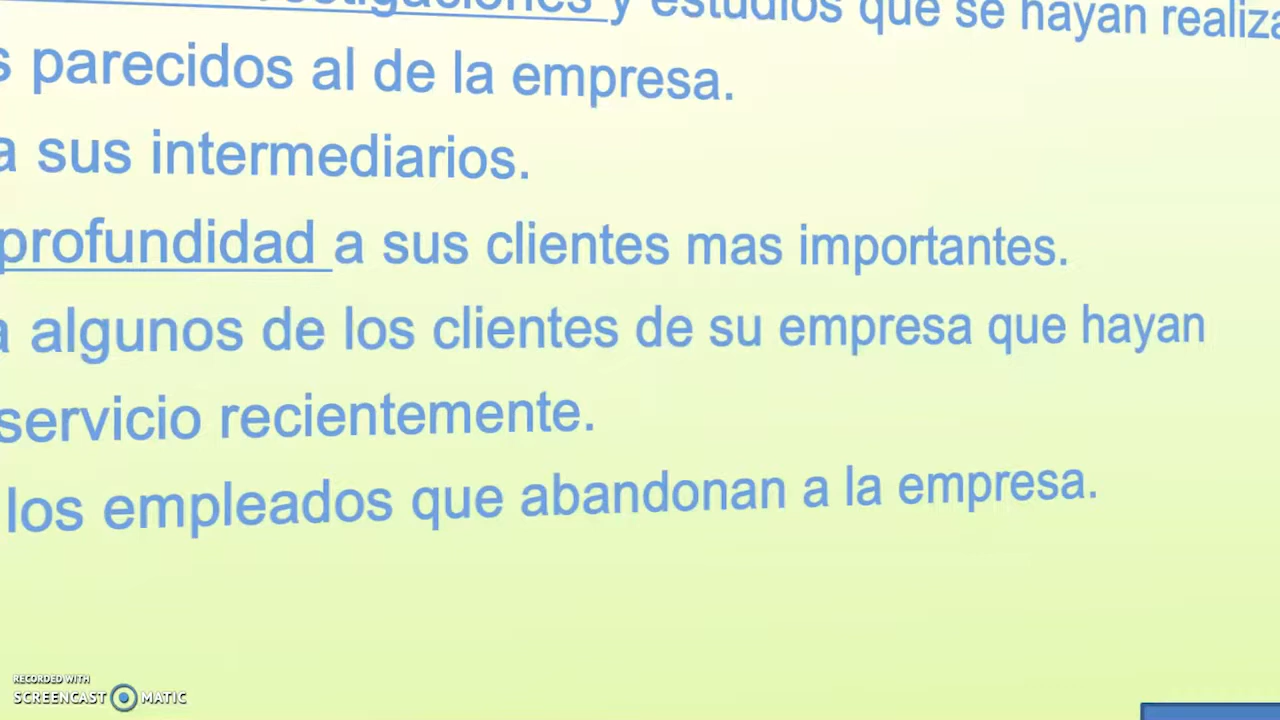 y estudios que se hayan
parecidos al de la empresa.
a sus intermediarios.
profundidad a sus clientes mas importantes.
a algunos de los clientes de su empresa que hayan
servicio recientemente.
los empleados que abandonan a la empresa.
RECORDED WITH
SCREENCAST MATIC